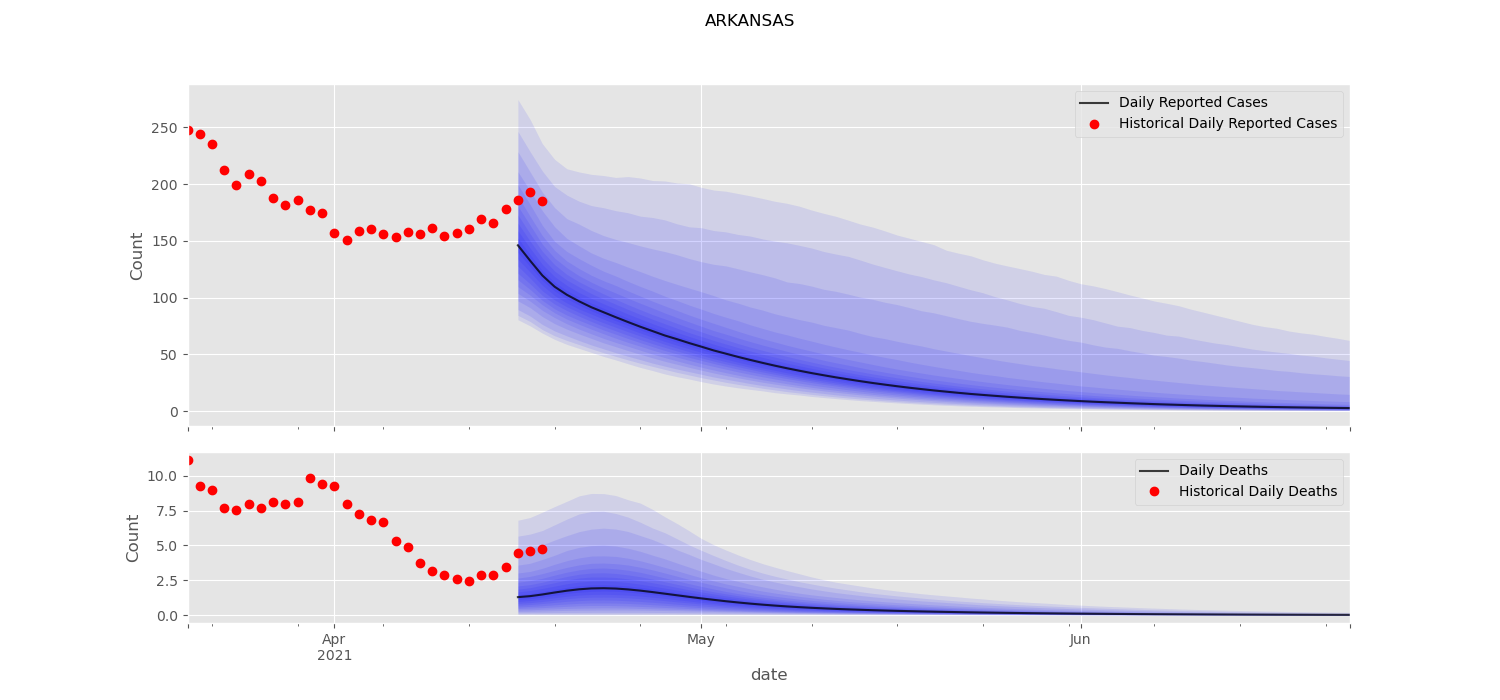 ARKANSAS
Count
250
200
150
100
50
0
Daily Reported Cases
Historical Daily Reported Cases
Count
10.0
7.5
5.0
2.5
0.0
Daily Deaths
Historical Daily Deaths
Apr
2021
May
Jun
date